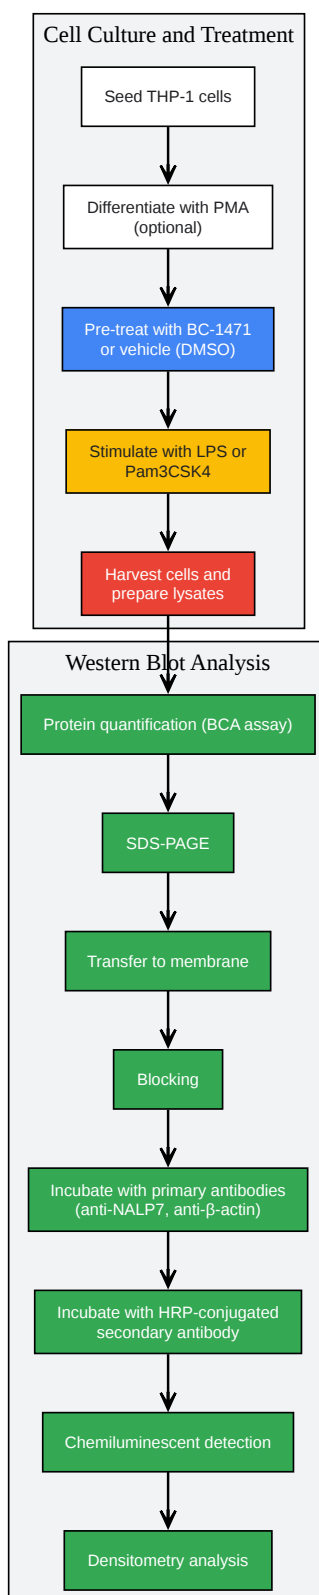 Cell Culture and Treatment
Seed THP-1 cells
Differentiate with PMA
(optional)
Pre-treat with BC-1471
or vehicle (DMSO)
Stimulate with LPS or
Pam3CSK4
Harvest cells and
prepare lysates
Western Blot Analysis
Protein quantification (BCA assay)
SDS-PAGE
Transfer to membrane
Blocking
Incubate with primary antibodies
(anti-NALP7, anti-β-actin)
Incubate with HRP-conjugated
secondary antibody
Chemiluminescent detection
Densitometry analysis